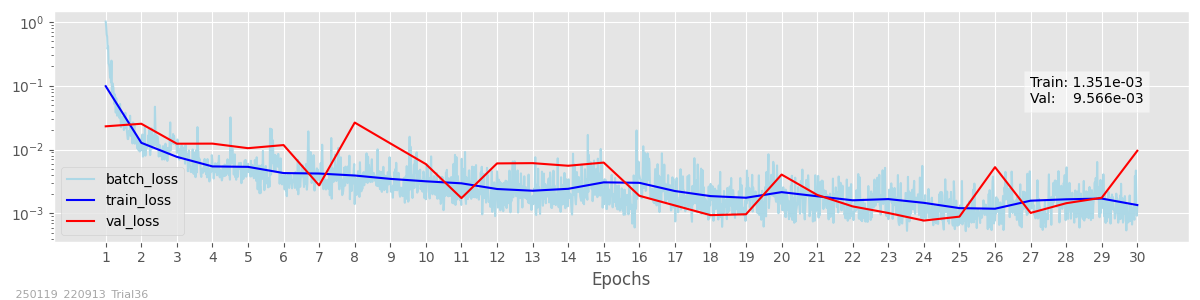 10⁰
10⁻¹
10⁻²
10⁻³
Train: 1.351e-03
Val: 9.566e-03
batch_loss
train_loss
val_loss
1 2 3 4 5 6 7 8 9 10 11 12 13 14 15 16 17 18 19 20 21 22 23 24 25 26 27 28 29 30
Epochs
250119_220913_Trial36